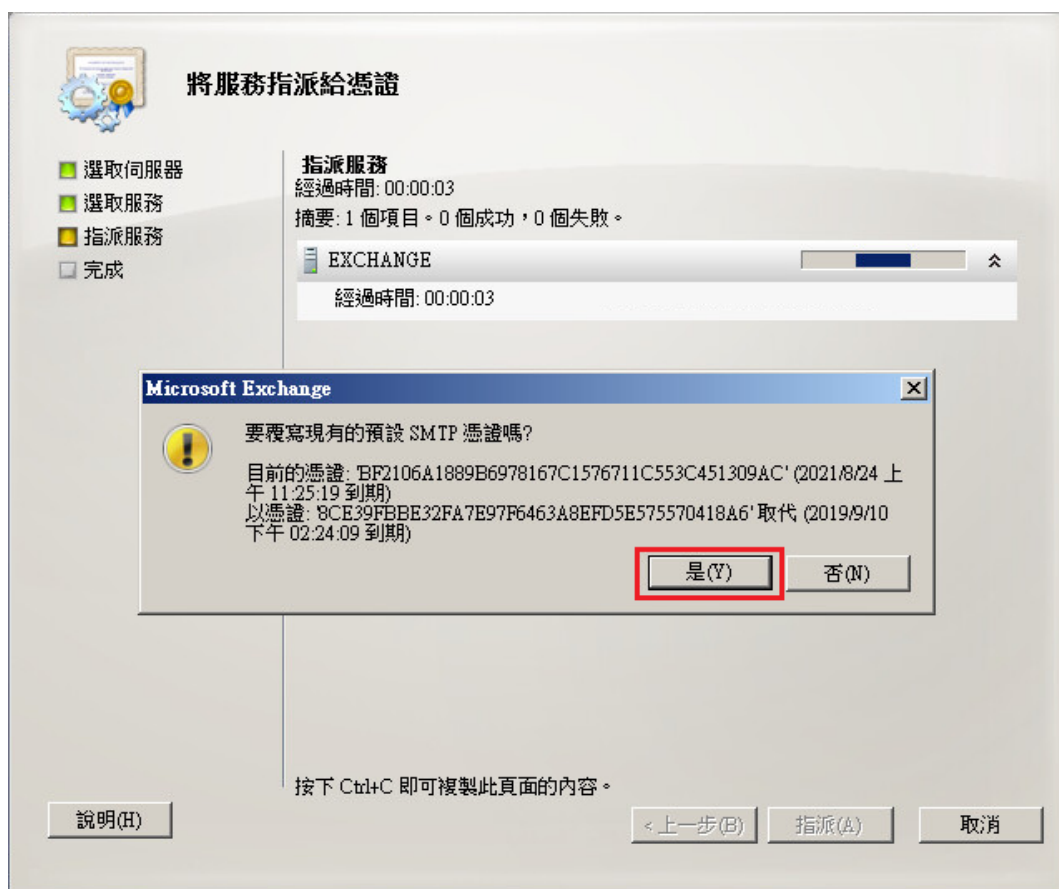 將服務指派給憑證
選取伺服器
選取服務
指派服務
完成
指派服務
經過時間: 00:00:03
摘要: 1 個項目。0 個成功，0 個失敗。
EXCHANGE
經過時間: 00:00:03
Microsoft Exchange
要覆寫現有的預設 SMTP 憑證嗎?
目前的憑證: 'BF2106A1889B6978167C1576711C553C451309AC' (2021/8/24 上
午 11:25:19 到期)
以憑證: '8CE39FBBE32FA7E97F6463A8EFD5E575570418A6' 取代 (2019/9/10
下午 02:24:09 到期)
是(Y)
否(N)
按下 Ctrl+C 即可複製此頁面的內容。
說明(H)
< 上一步(B)
指派(A)
取消